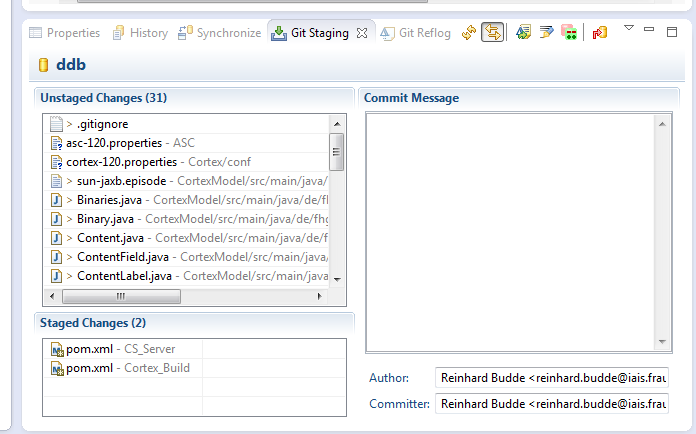 Properties History Synchronize Git Staging Git Reflog
ddb
Unstaged Changes (31)
> .gitignore
asc-120.properties - ASC
cortex-120.properties - Cortex/conf
> sun-jaxb.episode - CortexModel/src/main/java/
> Binaries.java - CortexModel/src/main/java/de/fh
> Binary.java - CortexModel/src/main/java/de/fhg
> Content.java - CortexModel/src/main/java/de/f
> ContentField.java - CortexModel/src/main/java/
> ContentLabel.java - CortexModel/src/main/java/
Staged Changes (2)
pom.xml - CS_Server
pom.xml - Cortex_Build
Commit Message
Author: Reinhard Budde <reinhard.budde@iais.frau
Committer: Reinhard Budde <reinhard.budde@iais.frau